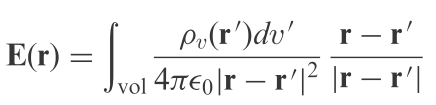 E(r) = ∫_vol ρ_v(r′)dv′ / 4πϵ₀|r − r′|² r − r′ / |r − r′|